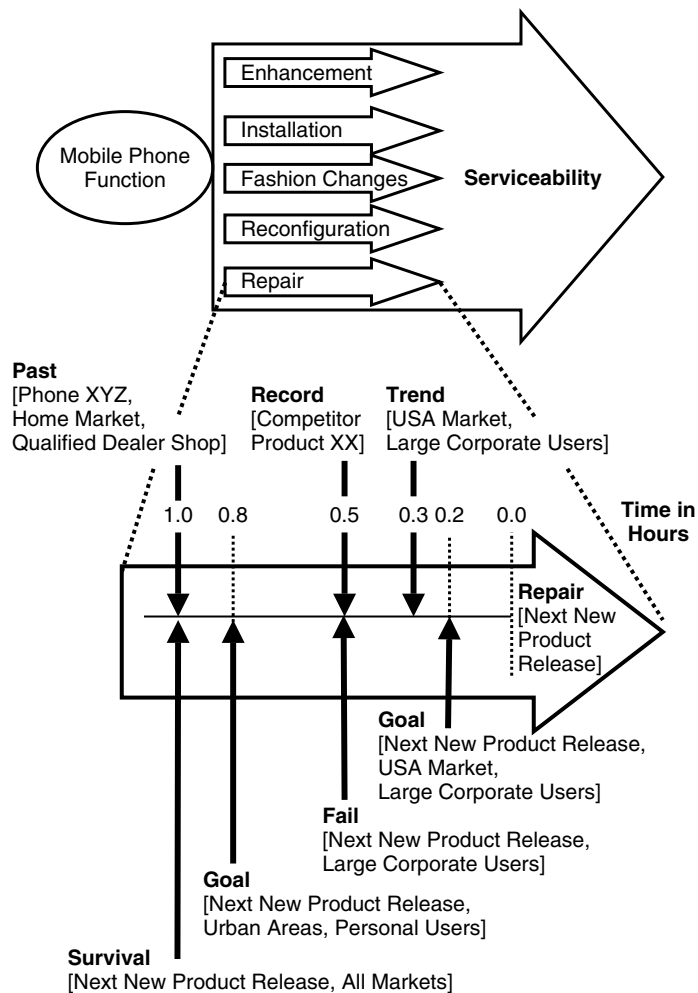 Enhancement
Installation
Mobile Phone
Function
Fashion Changes
Serviceability
Reconfiguration
Repair
Past
[Phone XYZ,
Home Market,
Qualified Dealer Shop]
Record
[Competitor
Product XX]
Trend
[USA Market,
Large Corporate Users]
Time in
Hours
1.0 0.8 0.5 0.3 0.2 0.0
Repair
[Next New
Product
Release]
Goal
[Next New Product Release,
USA Market,
Large Corporate Users]
Fail
[Next New Product Release,
Large Corporate Users]
Goal
[Next New Product Release,
Urban Areas, Personal Users]
Survival
[Next New Product Release, All Markets]